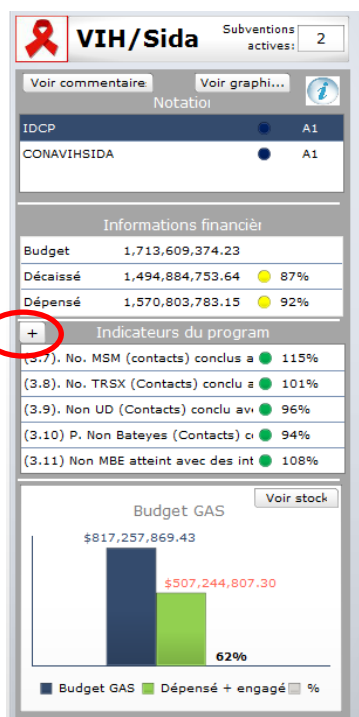 VIH/Sida
Subventions actives: 2
Voir commentaire
Voir graphi...
Notation
IDCP A1
CONAVIHSIDA A1
Informations financièr
Budget 1,713,609,374.23
Décaissé 1,494,884,753.64 87%
Dépensé 1,570,803,783.15 92%
+ Indicateurs du program
(3.7). No. MSM (contacts) conclus a 115%
(3.8). No. TRSX (Contacts) conclu a 101%
(3.9). Non UD (Contacts) conclu ave 96%
(3.10) P. Non Bateyes (Contacts) co 94%
(3.11) Non MBE atteint avec des int 108%
Voir stock
Budget GAS
$817,257,869.43
$507,244,807.30
62%
Budget GAS Dépensé + engagé %